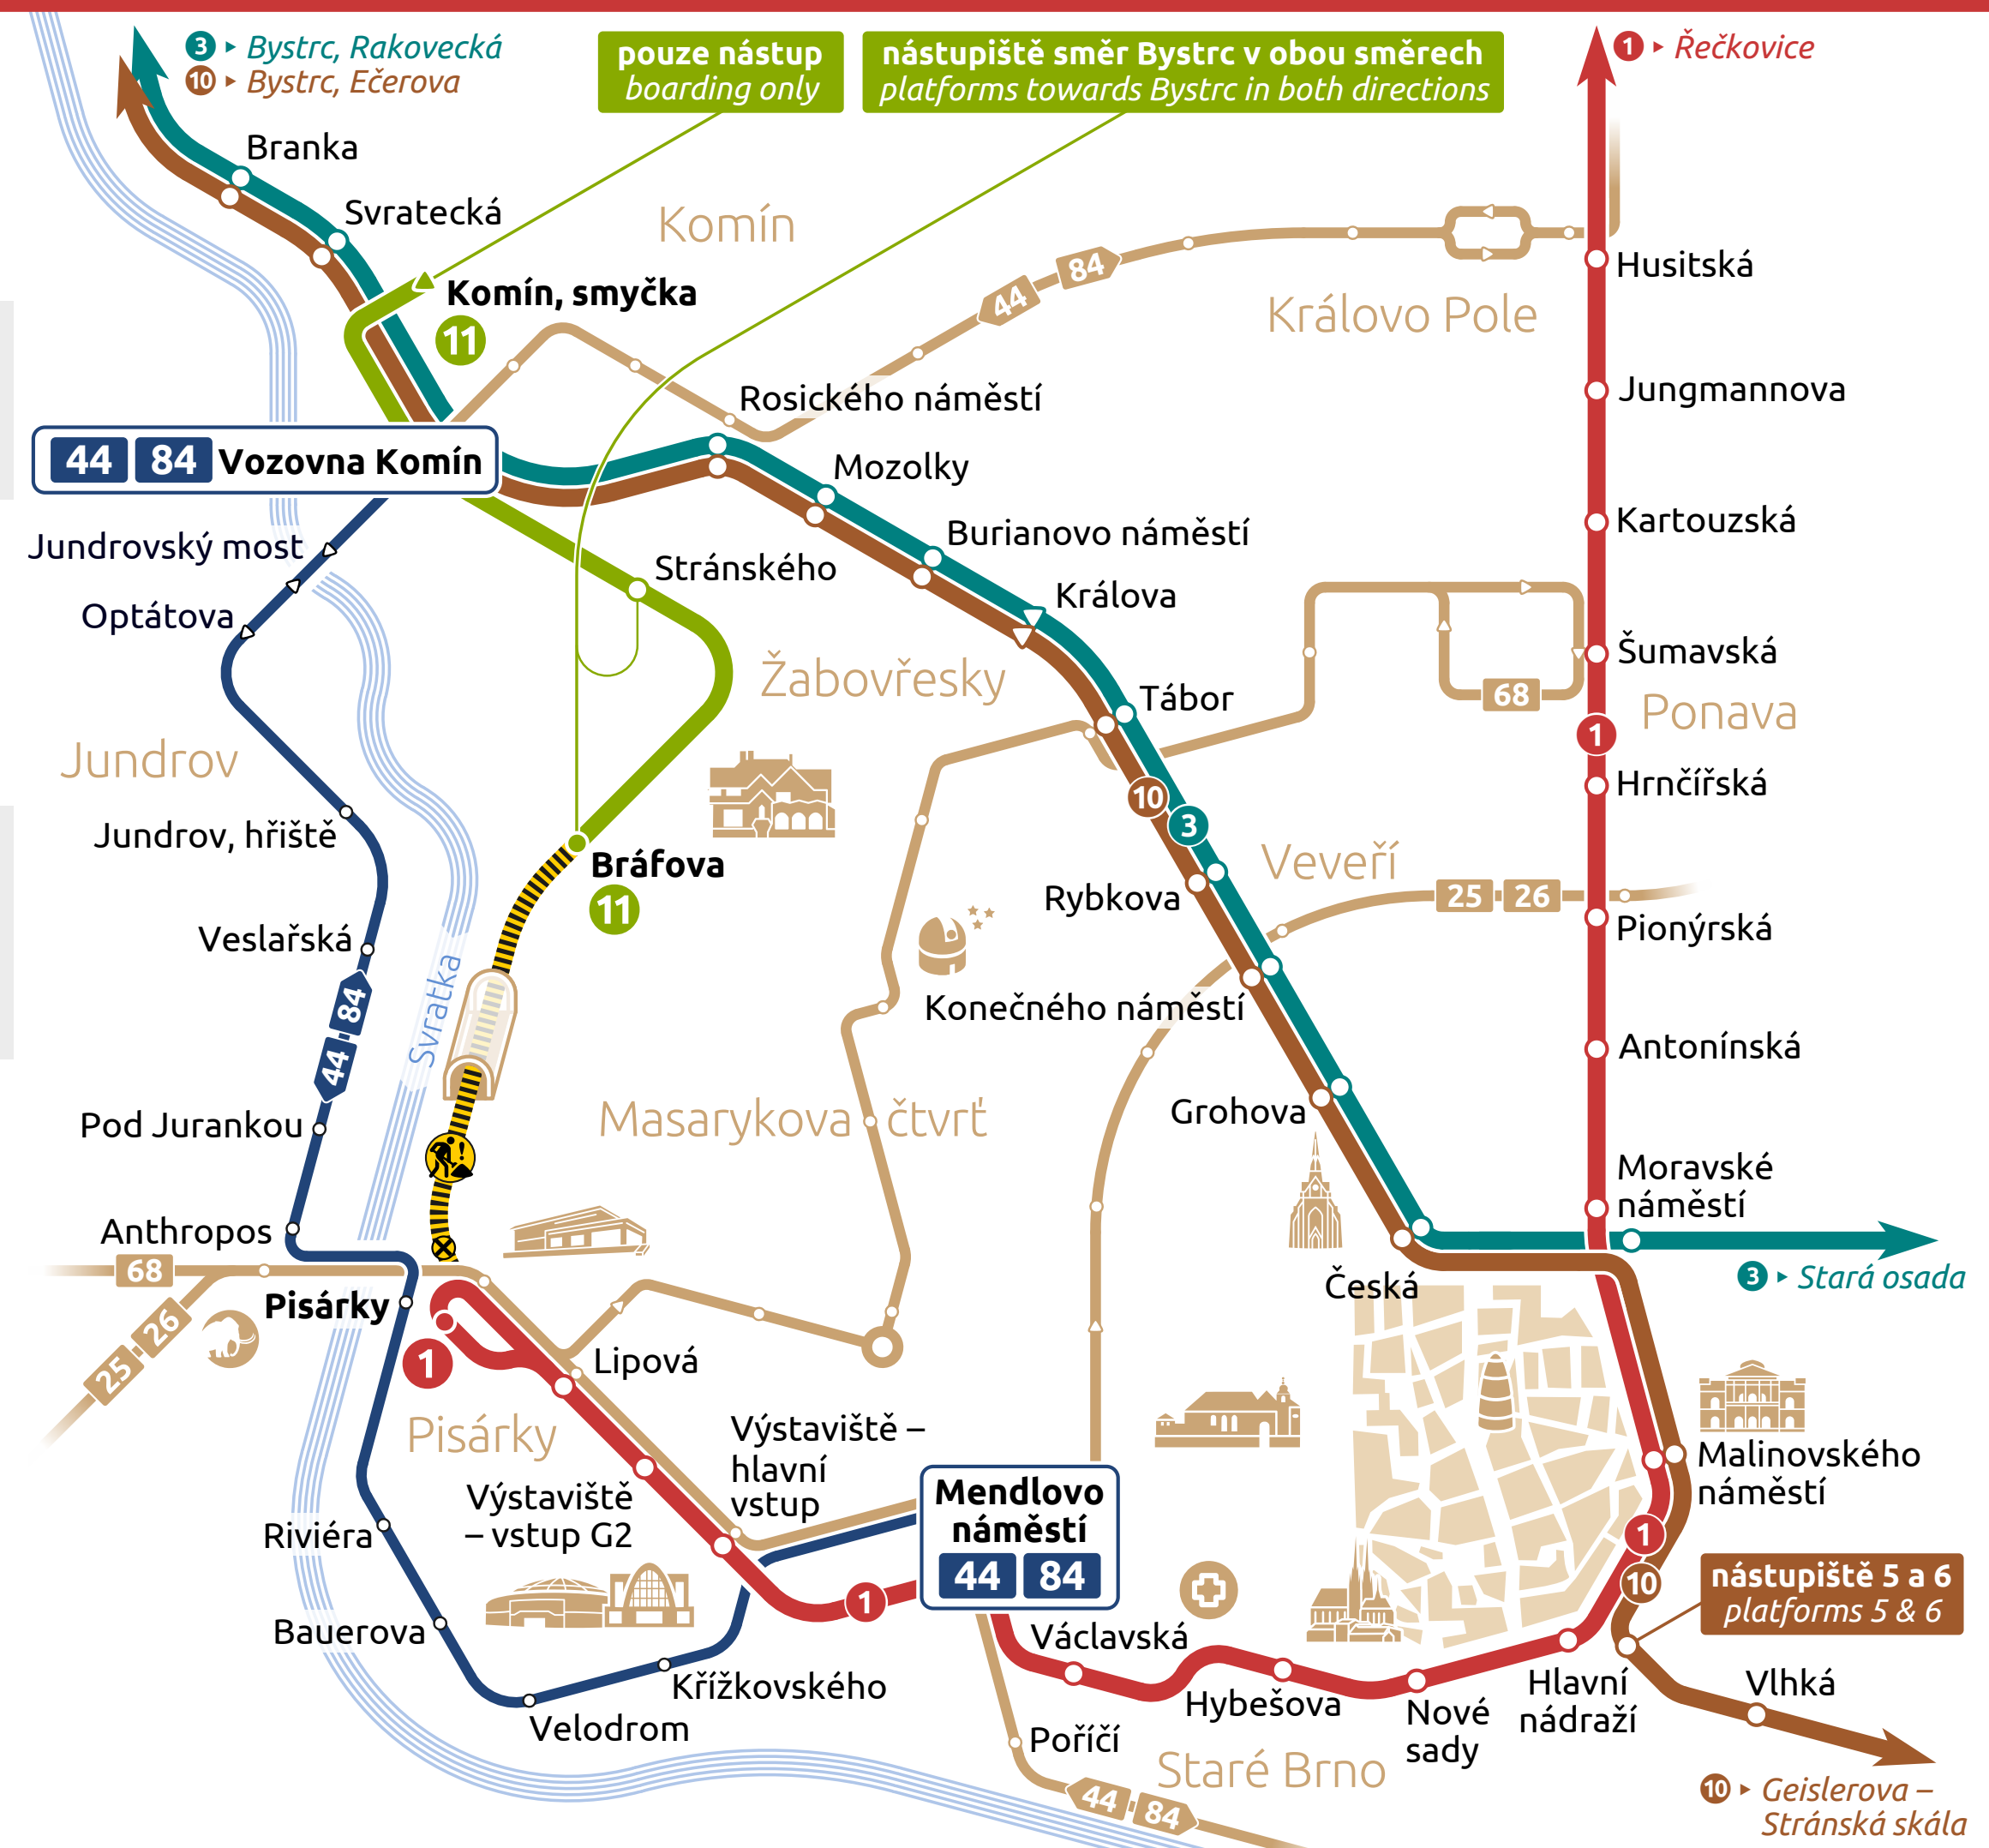 3 ▸ Bystrc, Rakovecká
10 ▸ Bystrc, Ečerova
pouze nástup
boarding only
nástupiště směr Bystrc v obou směrech
platforms towards Bystrc in both directions
1 ▸ Řečkovice
Branka
Svratecká
Komín
Komín, smyčka
11
44
84
Husitská
Královo Pole
Jungmannova
Rosického náměstí
44 84 Vozovna Komín
Mozolky
Kartouzská
Burianovo náměstí
Jundrovský most
Stránského
Králova
Optátova
Šumavská
Žabovřesky
68
Tábor
Ponava
1
Jundrov
10
3
Hrnčířská
Jundrov, hřiště
Bráfova
11
Veveří
Rybkova
25 26
Pionýrská
Veslařská
Svratka
Konečného náměstí
84
44
Antonínská
Pod Jurankou
Masarykova čtvrť
Grohova
Moravské
náměstí
Anthropos
68
Česká
3 ▸ Stará osada
Pisárky
25
26
1
Lipová
Pisárky
Výstaviště –
hlavní
vstup
Malinovského
náměstí
Výstaviště
– vstup G2
Mendlovo
náměstí
44 84
Riviéra
1
1
10
nástupiště 5 a 6
platforms 5 & 6
Bauerova
Václavská
Křížkovského
Hybešova
Nové
sady
Hlavní
nádraží
Vlhká
Velodrom
Poříčí
Staré Brno
44
84
10 ▸ Geislerova –
Stránská skála